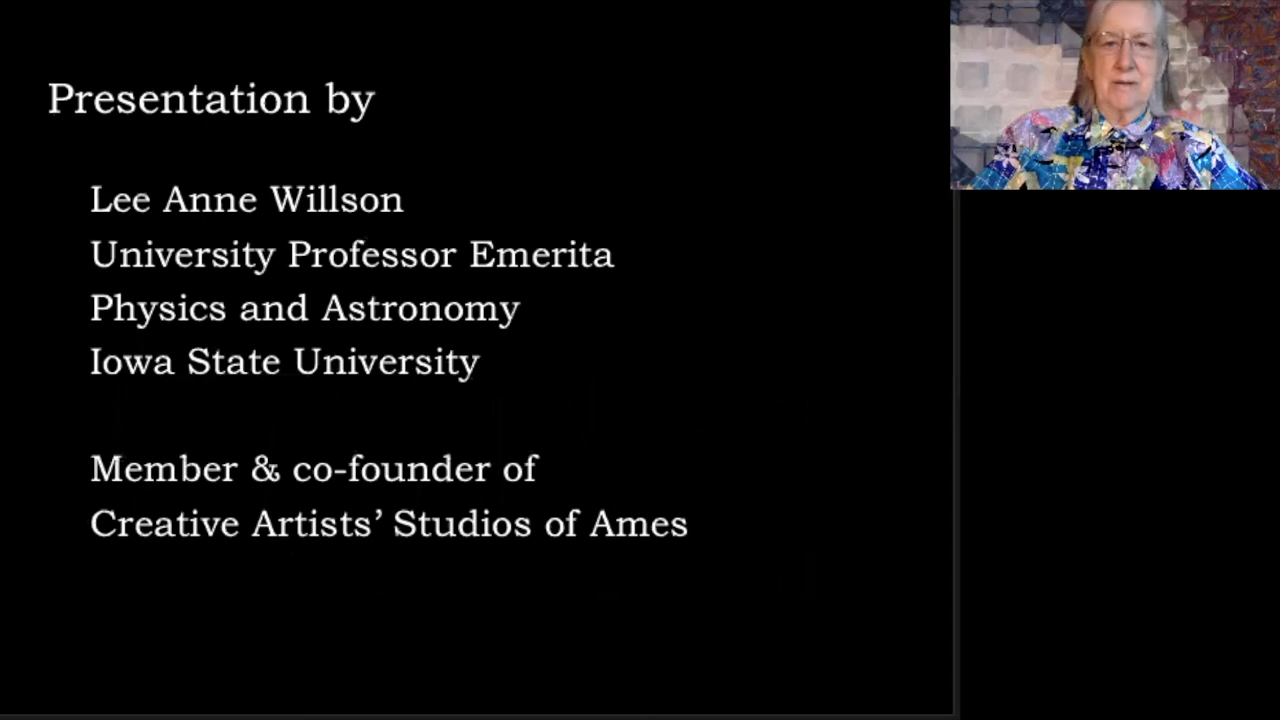 Presentation by
Lee Anne Willson
University Professor Emerita
Physics and Astronomy
Iowa State University
Member & co-founder of
Creative Artists’ Studios of Ames